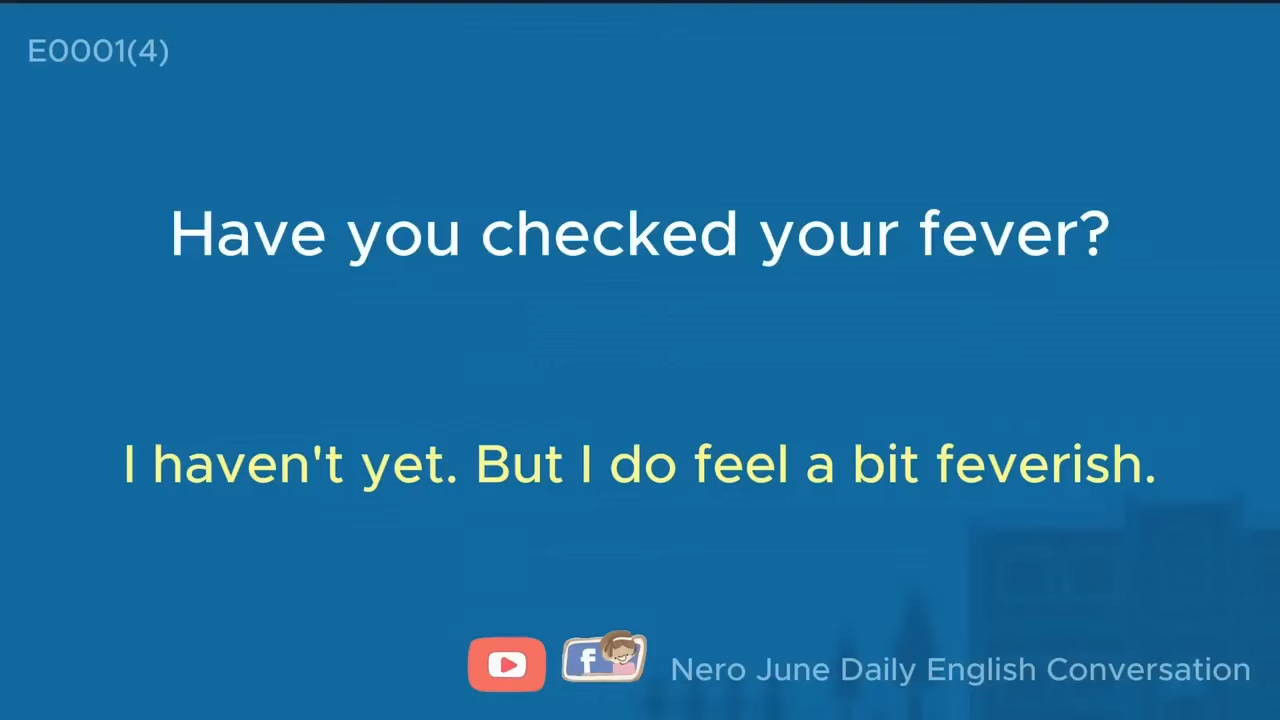 E0001(4)
Have you checked your fever?
I haven't yet. But I do feel a bit feverish.
f
Nero June Daily English Conversation